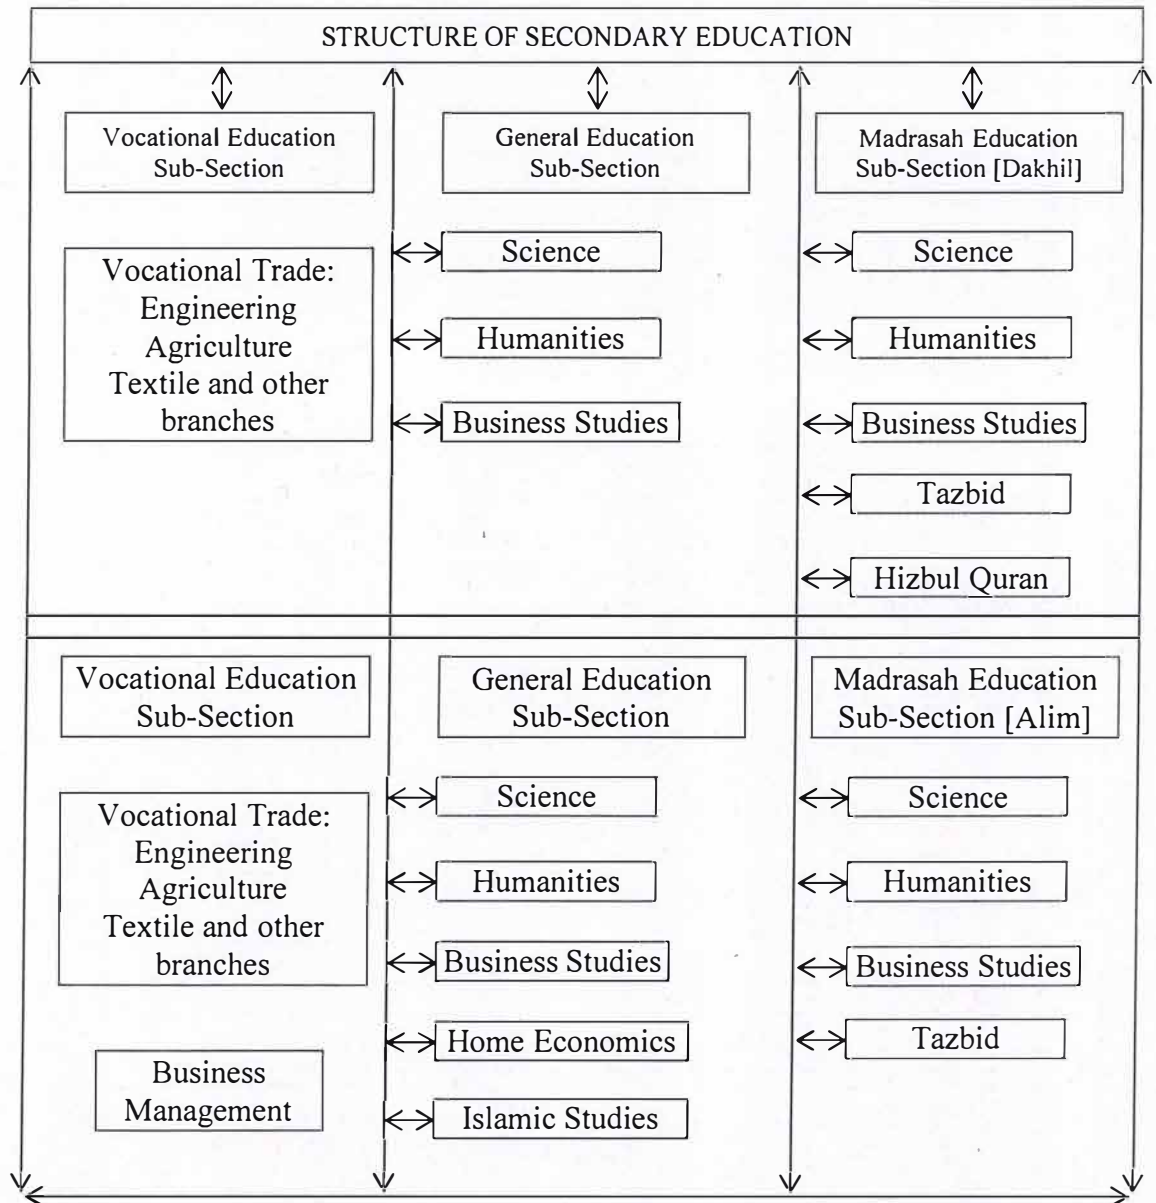 STRUCTURE OF SECONDARY EDUCATION
Vocational Education
Sub-Section
General Education
Sub-Section
Madrasah Education
Sub-Section [Dakhil]
Vocational Trade:
Engineering
Agriculture
Textile and other
branches
Science
Humanities
Business Studies
Science
Humanities
Business Studies
Tazbid
Hizbul Quran
Vocational Education
Sub-Section
General Education
Sub-Section
Madrasah Education
Sub-Section [Alim]
Vocational Trade:
Engineering
Agriculture
Textile and other
branches
Business
Management
Science
Humanities
Business Studies
Home Economics
Islamic Studies
Science
Humanities
Business Studies
Tazbid